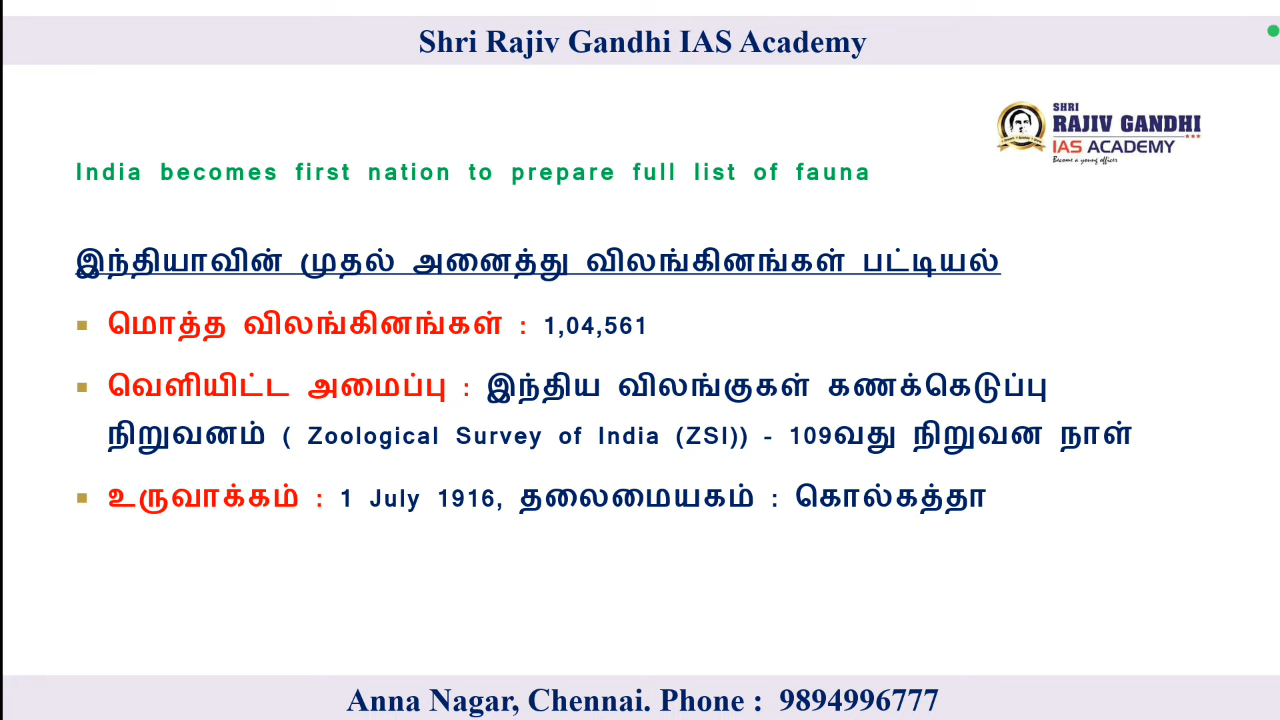 Shri Rajiv Gandhi IAS Academy
SHRI
RAJIV GANDHI
IAS ACADEMY
Become a young officer
India becomes first nation to prepare full list of fauna
இந்தியாவின் முதல் அனைத்து விலங்கினங்கள் பட்டியல்
▪ மொத்த விலங்கினங்கள் : 1,04,561
▪ வெளியிட்ட அமைப்பு : இந்திய விலங்குகள் கணக்கெடுப்பு
நிறுவனம் ( Zoological Survey of India (ZSI)) - 109வது நிறுவன நாள்
▪ உருவாக்கம் : 1 July 1916, தலைமையகம் : கொல்கத்தா
Anna Nagar, Chennai. Phone : 9894996777